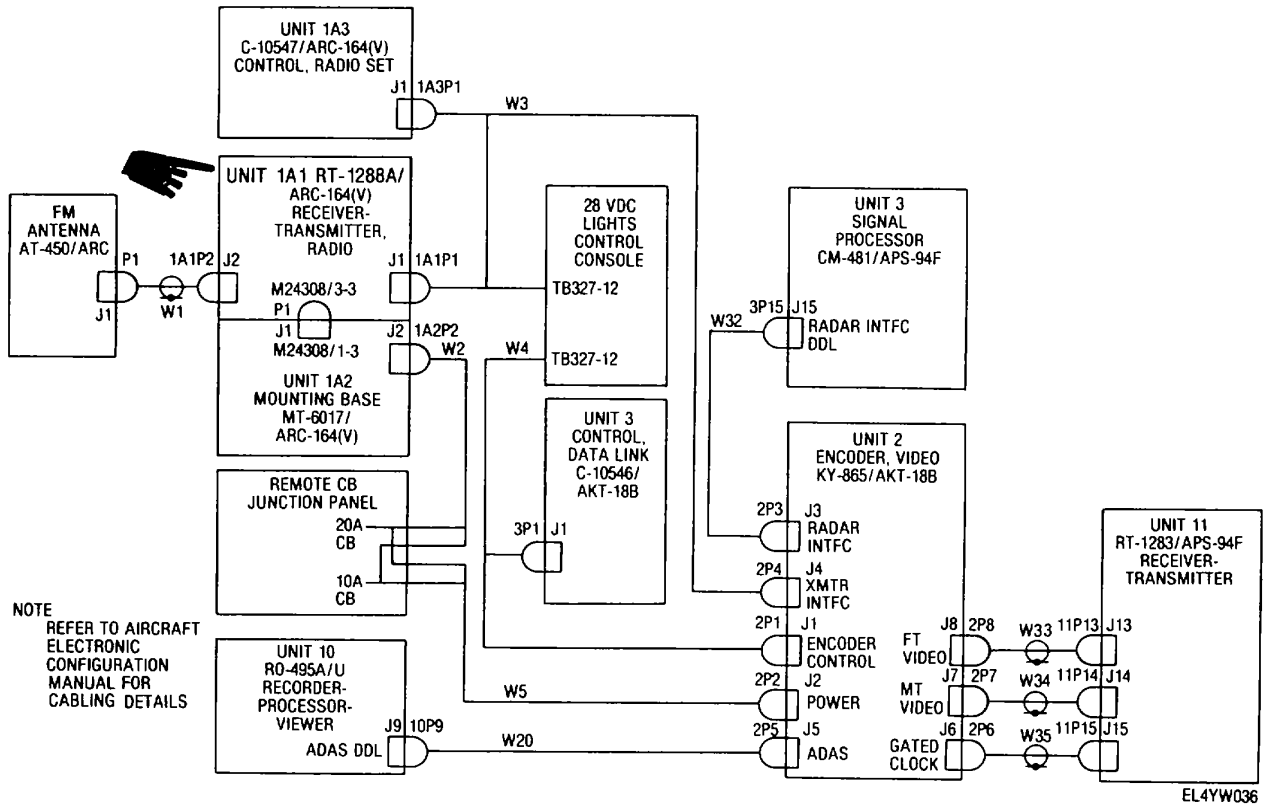 UNIT 1A3
C-10547/ARC-164(V)
CONTROL, RADIO SET
J1 1A3P1
W3
UNIT 1A1 RT-1288A/
ARC-164(V)
RECEIVER-
TRANSMITTER,
RADIO
FM
ANTENNA
AT-450/ARC
P1
J1
1A1P2
W1
J2
J1 1A1P1
M24308/3-3
P1
J1
M24308/1-3
J2 1A2P2
W2
UNIT 1A2
MOUNTING BASE
MT-6017/
ARC-164(V)
28 VDC
LIGHTS
CONTROL
CONSOLE
TB327-12
W4
TB327-12
UNIT 3
SIGNAL
PROCESSOR
CM-481/APS-94F
3P15 J15
W32
RADAR INTFC
DDL
UNIT 3
CONTROL,
DATA LINK
C-10546/
AKT-18B
3P1 J1
REMOTE CB
JUNCTION PANEL
20A
CB
10A
CB
UNIT 2
ENCODER, VIDEO
KY-865/AKT-18B
2P3 J3
RADAR
INTFC
2P4 J4
XMTR
INTFC
2P1 J1
ENCODER
CONTROL
2P2 J2
W5
POWER
2P5 J5
ADAS
J8 2P8
FT
VIDEO
W33
11P13 J13
J7 2P7
MT
VIDEO
W34
11P14 J14
J6 2P6
GATED
CLOCK
W35
11P15 J15
UNIT 11
RT-1283/APS-94F
RECEIVER-
TRANSMITTER
NOTE
REFER TO AIRCRAFT
ELECTRONIC
CONFIGURATION
MANUAL FOR
CABLING DETAILS
UNIT 10
RO-495A/U
RECORDER-
PROCESSOR-
VIEWER
J9 10P9
ADAS DDL
W20
EL4YW036